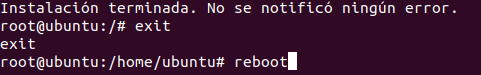 Instalación terminada. No se notificó ningún error.
root@ubuntu:/# exit
exit
root@ubuntu:/home/ubuntu# reboot